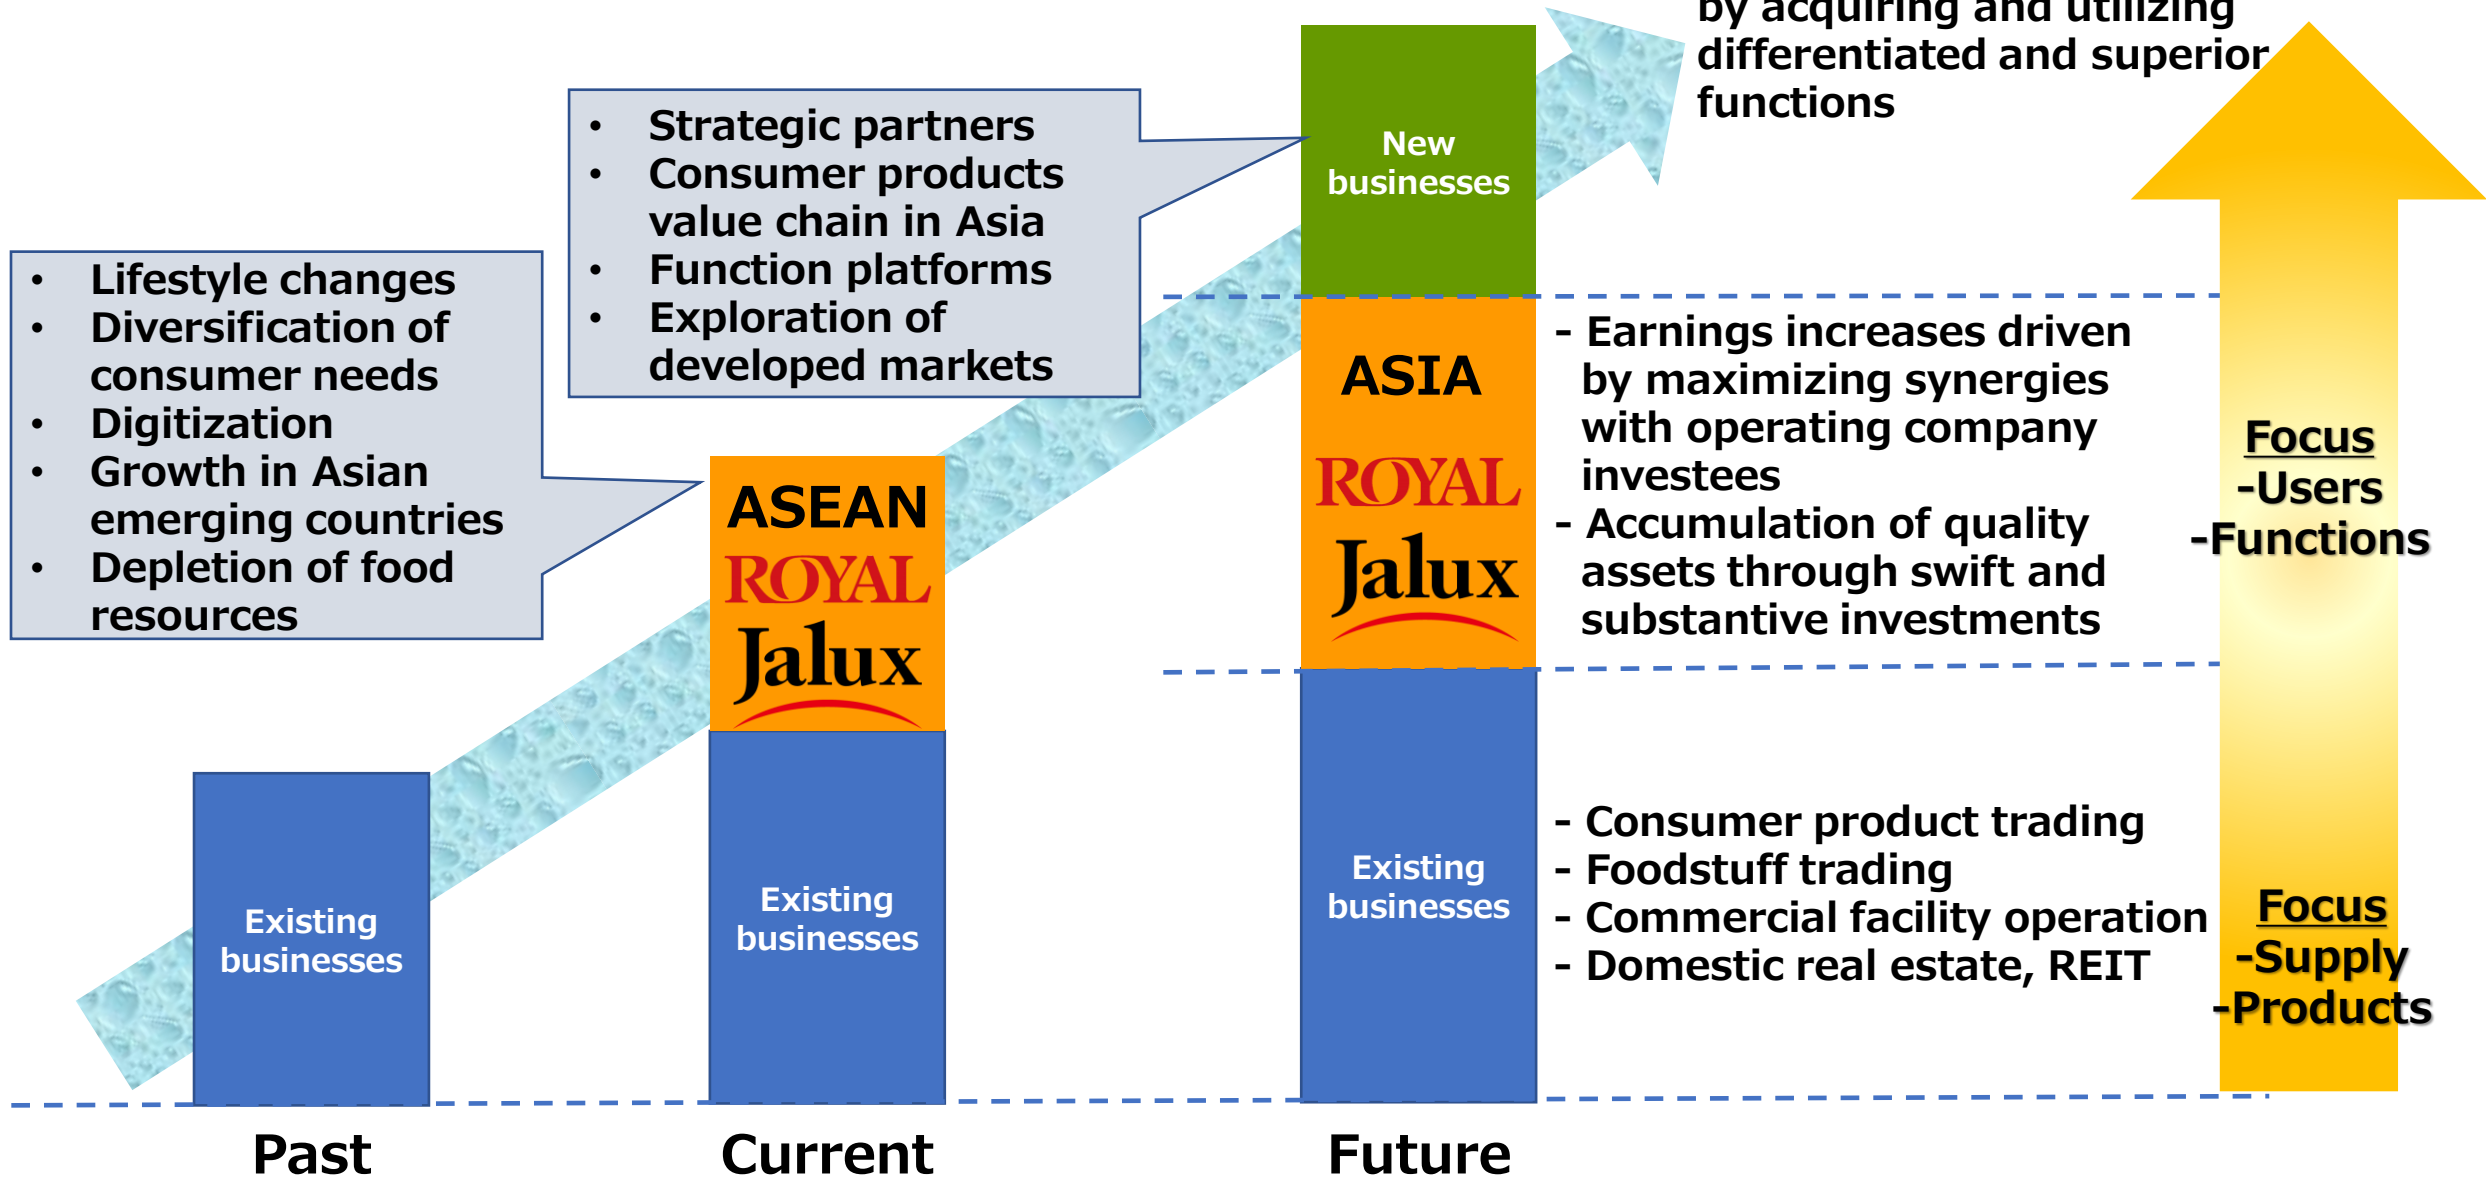 by acquiring and utilizing
differentiated and superior
functions
• Strategic partners
• Consumer products
value chain in Asia
• Function platforms
• Exploration of
developed markets
• Lifestyle changes
• Diversification of
consumer needs
• Digitization
• Growth in Asian
emerging countries
• Depletion of food
resources
New
businesses
ASIA
ROYAL
Jalux
- Earnings increases driven
by maximizing synergies
with operating company
investees
- Accumulation of quality
assets through swift and
substantive investments
Focus
-Users
-Functions
ASEAN
ROYAL
Jalux
Existing
businesses
Existing
businesses
Existing
businesses
- Consumer product trading
- Foodstuff trading
- Commercial facility operation
- Domestic real estate, REIT
Focus
-Supply
-Products
Past
Current
Future